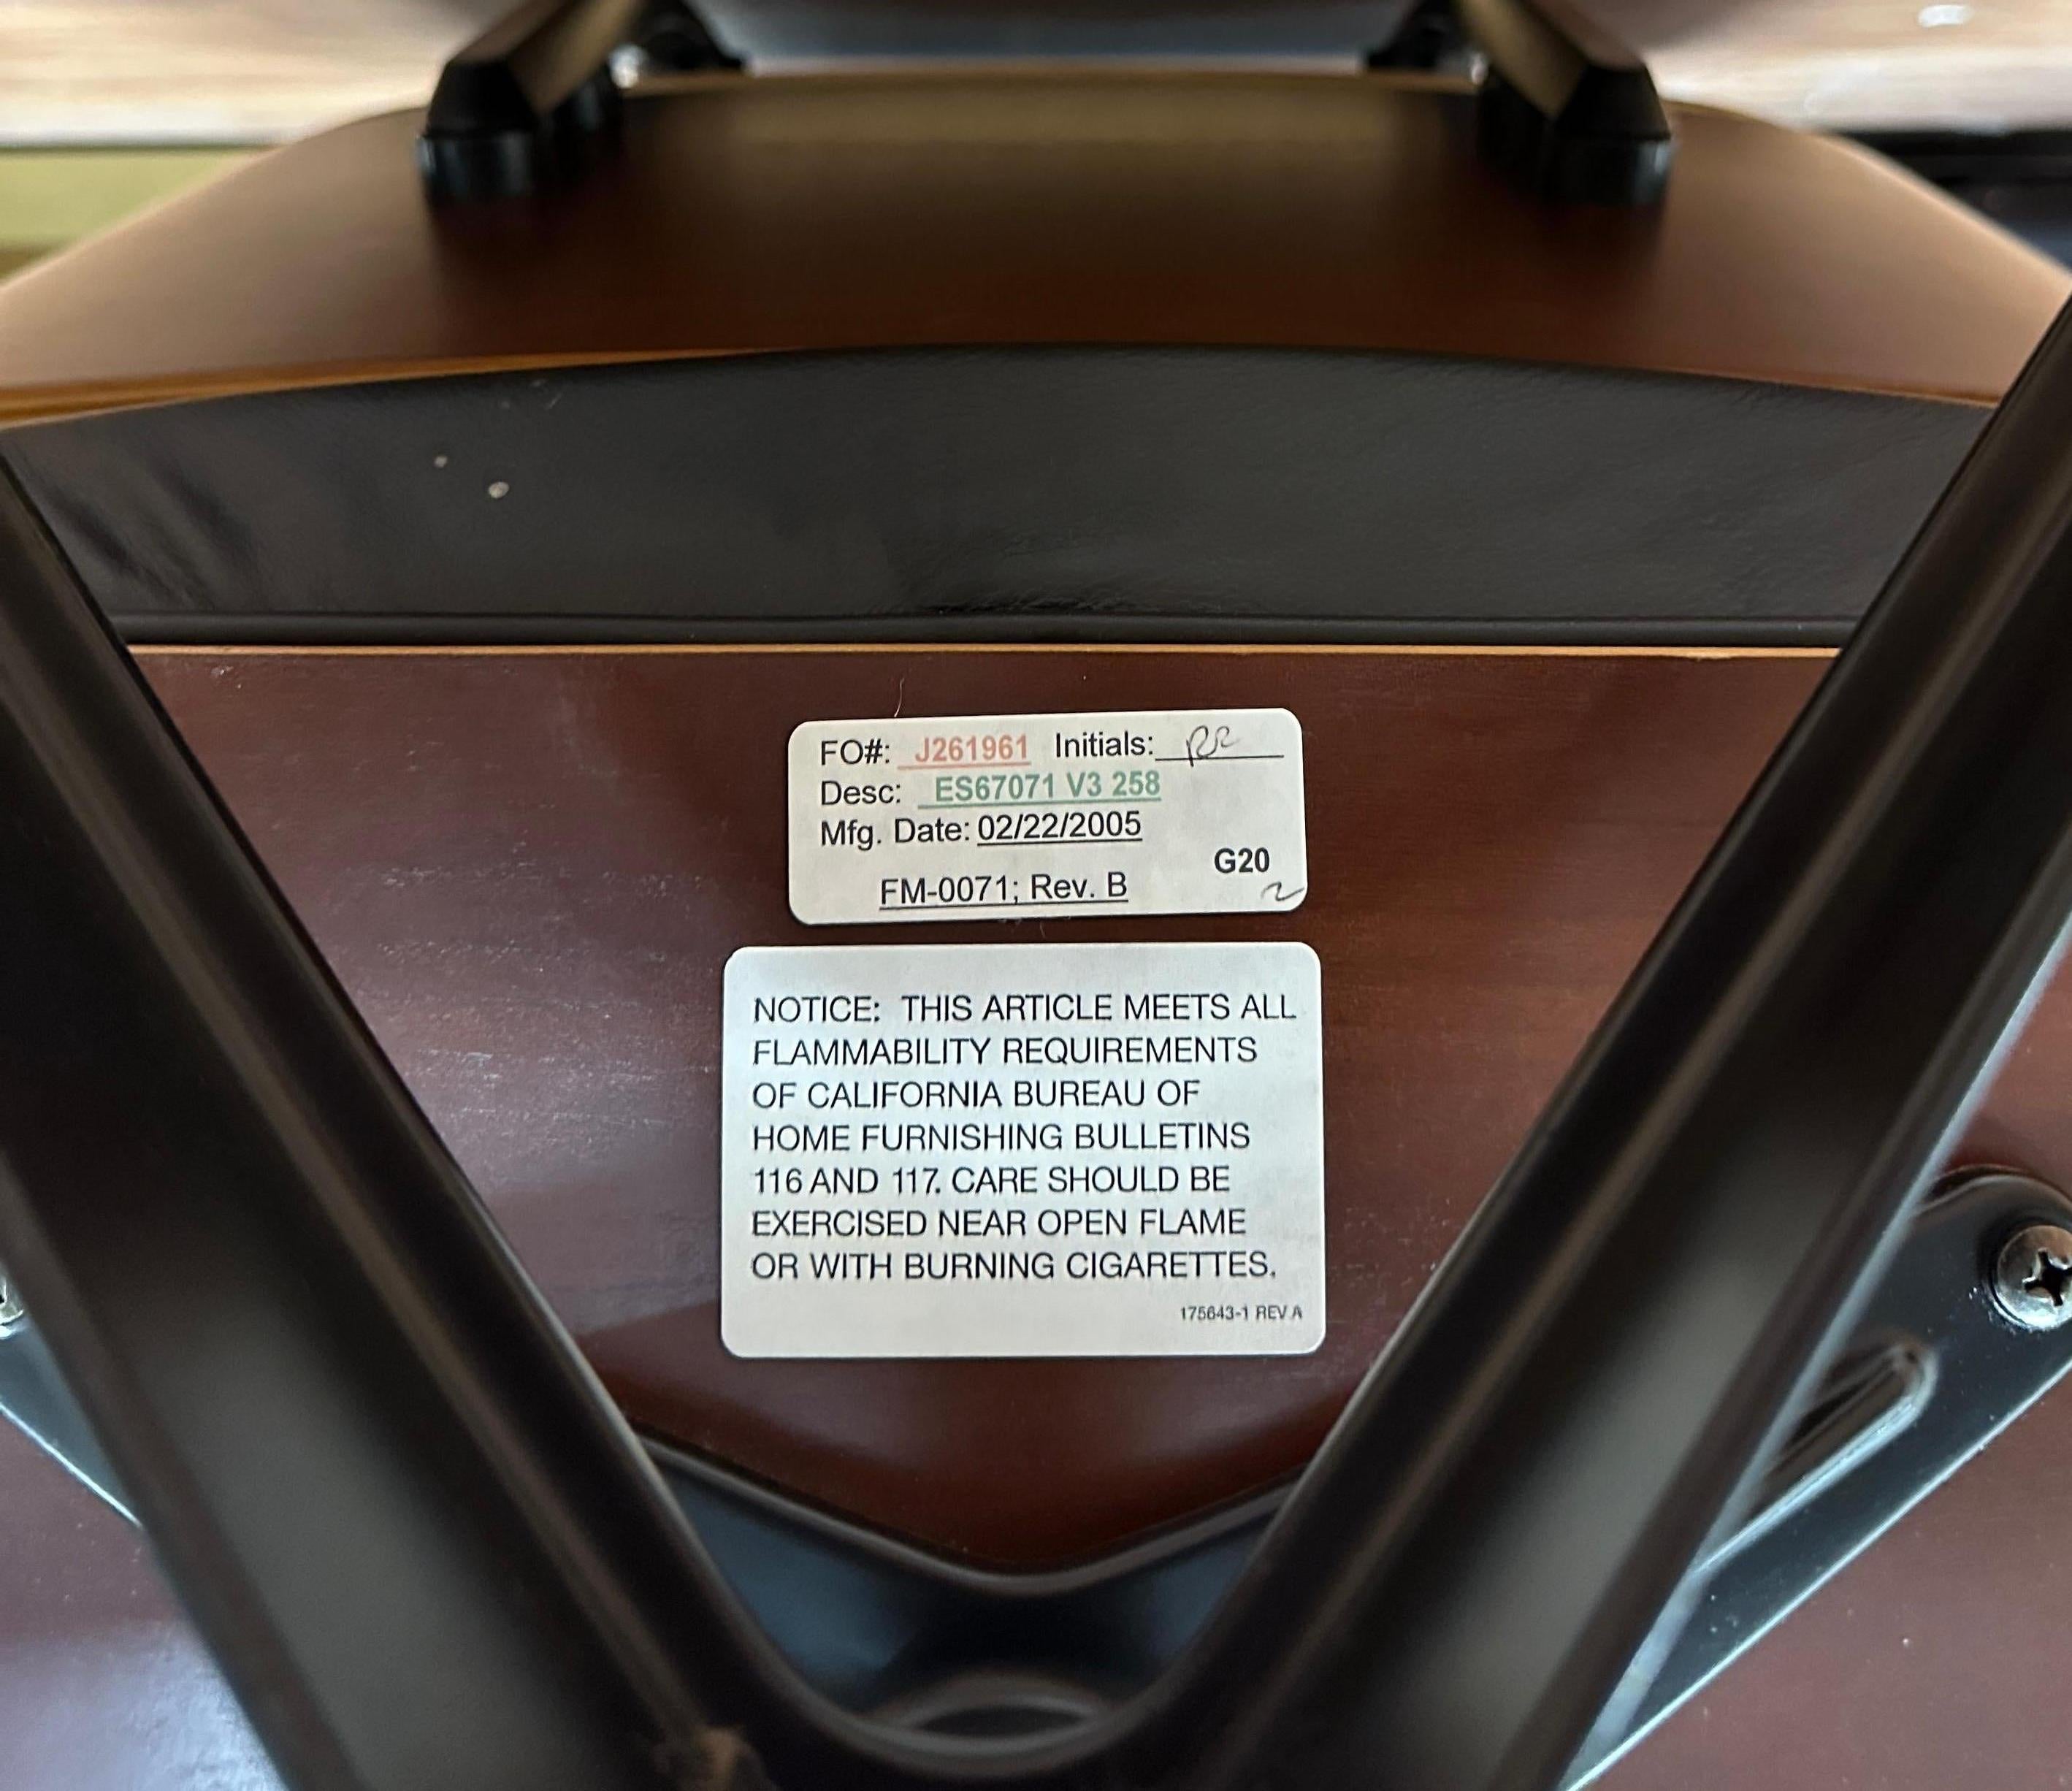 FO#: J261961 Initials: RR
Desc: ES67071 V3 258
Mfg. Date: 02/22/2005
G20
FM-0071; Rev. B
NOTICE: THIS ARTICLE MEETS ALL
FLAMMABILITY REQUIREMENTS
OF CALIFORNIA BUREAU OF
HOME FURNISHING BULLETINS
116 AND 117. CARE SHOULD BE
EXERCISED NEAR OPEN FLAME
OR WITH BURNING CIGARETTES.
175643-1 REV A